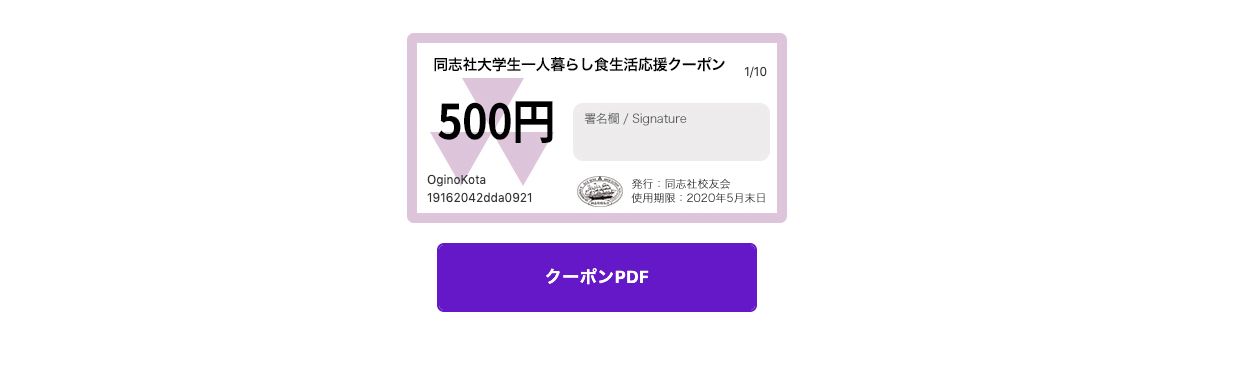 同志社大学生一人暮らし食生活応援クーポン
1/10
500円
署名欄 / Signature
OginoKota
19162042dda0921
発行：同志社校友会
使用期限：2020年5月末日
クーポンPDF